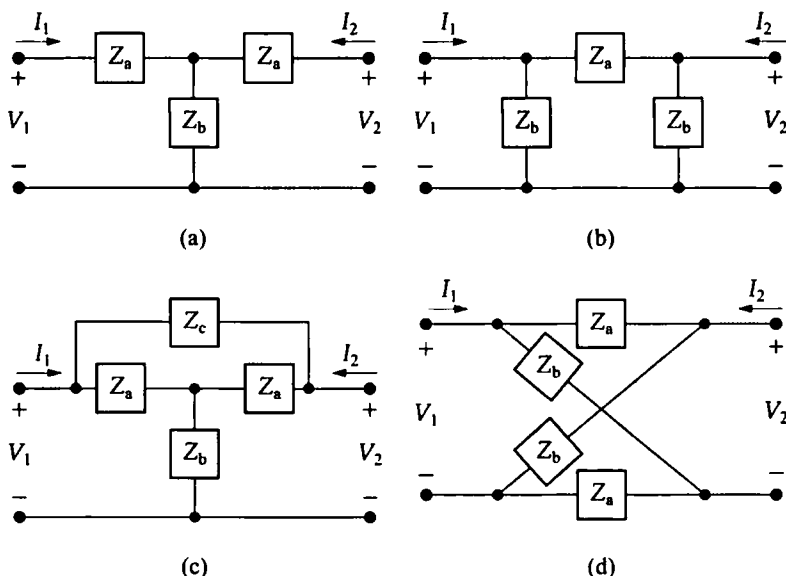 I1 I2 I1 I2
Za Za Za
+ + + +
V1 Zb V2 V1 Zb Zb V2
− − − −
(a) (b)
Zc
I1 I2
Za Za
+ +
V1 Zb V2
− −
(c)
I1 I2
Za
+ +
Zb
V1 V2
Zb
− −
Za
(d)